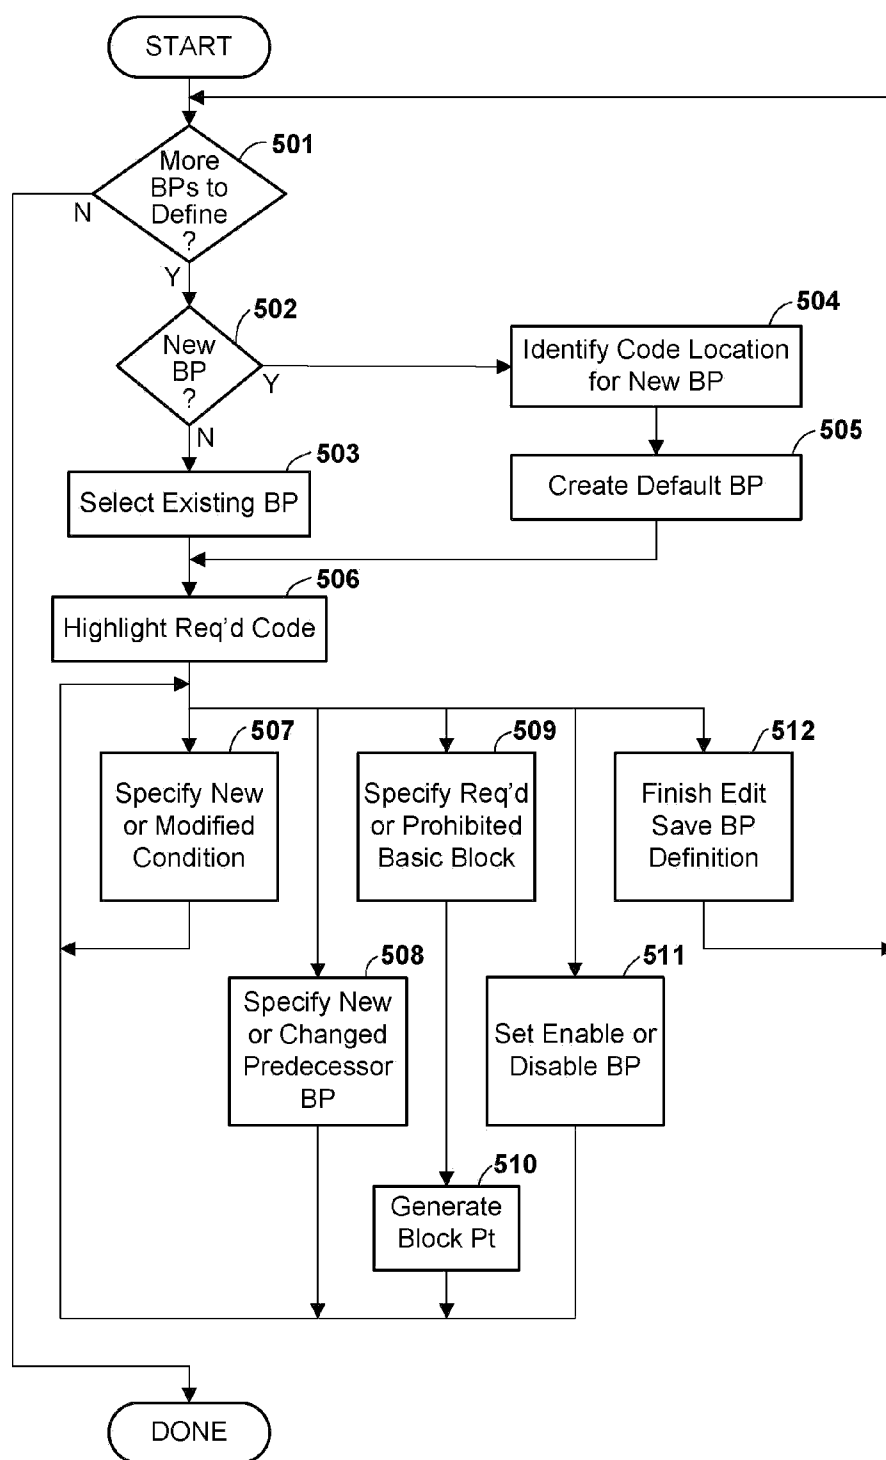 START
501
More
BPs to
Define
?
N
Y
502
New
BP
?
Y
N
504
Identify Code Location
for New BP
505
Create Default BP
503
Select Existing BP
506
Highlight Req'd Code
507
Specify New
or Modified
Condition
509
Specify Req'd
or Prohibited
Basic Block
512
Finish Edit
Save BP
Definition
508
Specify New
or Changed
Predecessor
BP
511
Set Enable or
Disable BP
510
Generate
Block Pt
DONE